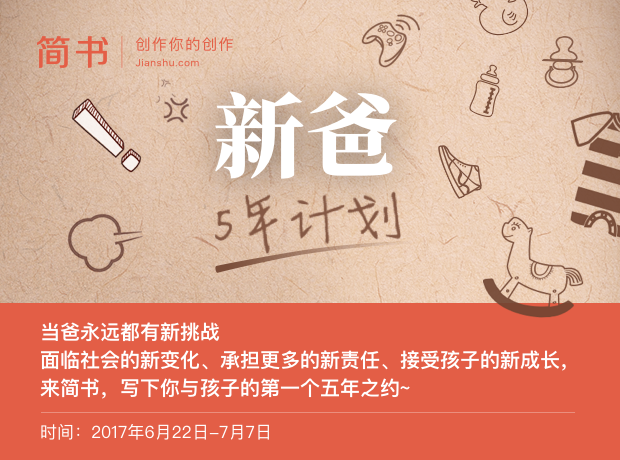 简书
创作你的创作
Jianshu.com
新爸
5年计划
当爸永远都有新挑战
面临社会的新变化、承担更多的新责任、接受孩子的新成长，
来简书，写下你与孩子的第一个五年之约~
时间：2017年6月22日-7月7日